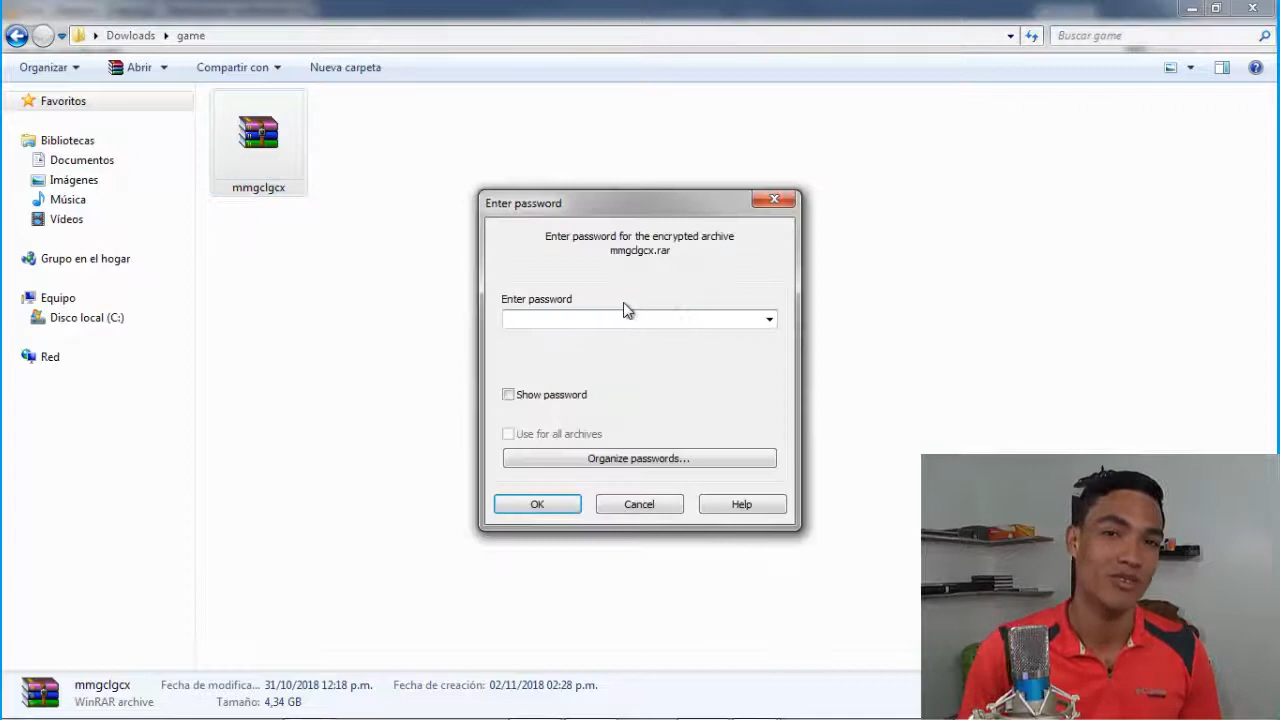 Dowloads
game
Buscar game
Organizar
Abrir
Compartir con
Nueva carpeta
Favoritos
Bibliotecas
Documentos
Imágenes
Música
Vídeos
Grupo en el hogar
Equipo
Disco local (C:)
Red
mmgclgcx
Enter password
Enter password for the encrypted archive
mmgclgcx.rar
Enter password
Show password
Use for all archives
Organize passwords...
OK
Cancel
Help
mmgclgcx
Fecha de modifica... 31/10/2018 12:18 p.m.
Fecha de creación: 02/11/2018 02:28 p.m.
WinRAR archive
Tamaño: 4,34 GB